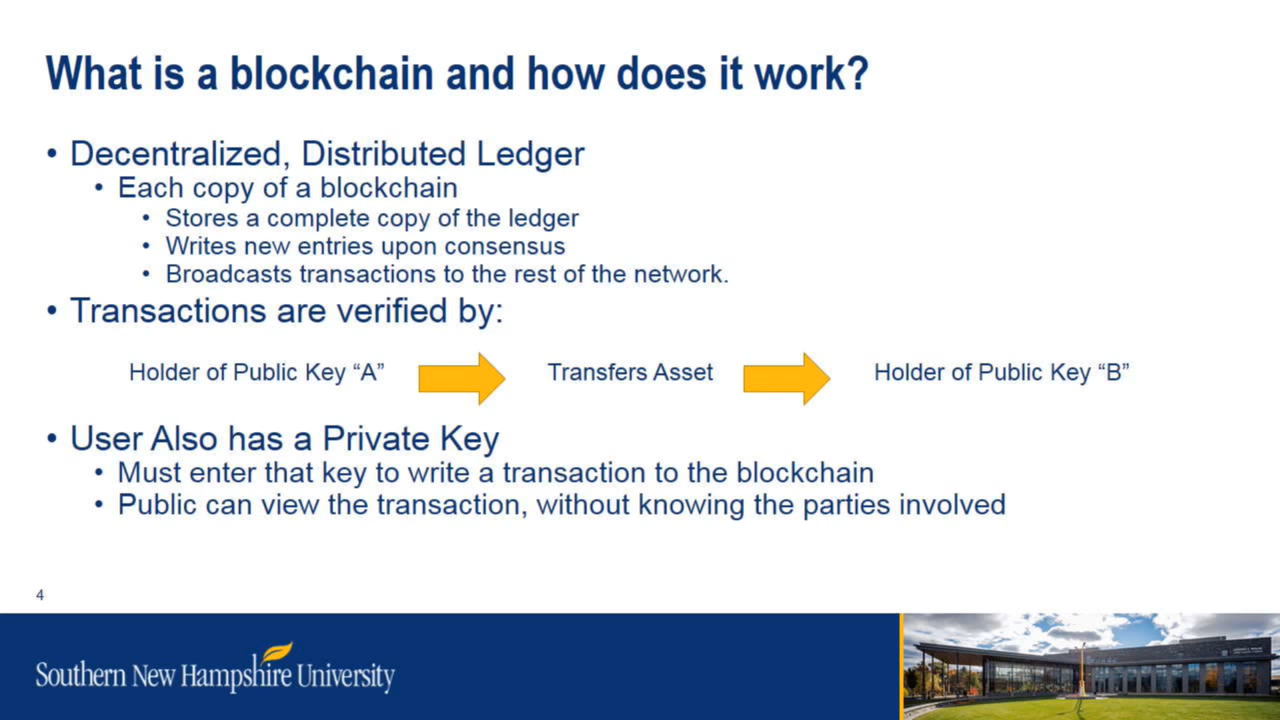 What is a blockchain and how does it work?
• Decentralized, Distributed Ledger
• Each copy of a blockchain
• Stores a complete copy of the ledger
• Writes new entries upon consensus
• Broadcasts transactions to the rest of the network.
• Transactions are verified by:
Holder of Public Key “A”
Transfers Asset
Holder of Public Key “B”
• User Also has a Private Key
• Must enter that key to write a transaction to the blockchain
• Public can view the transaction, without knowing the parties involved
4
Southern New Hampshire University